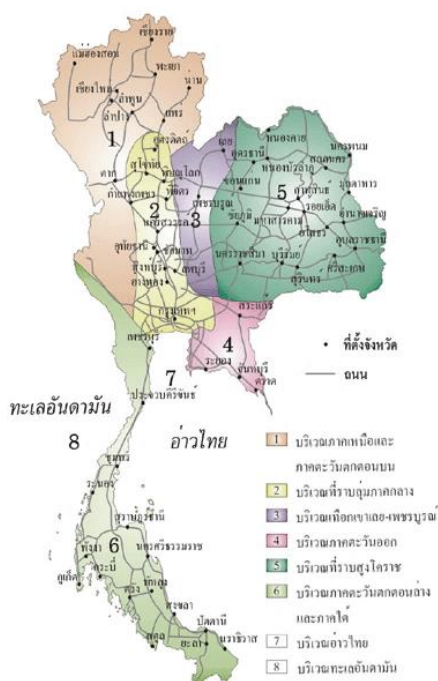 เชียงราย
แม่ฮ่องสอน
พะเยา
เชียงใหม่
น่าน
ลำพูน
ลำปาง
แพร่
1
อุตรดิตถ์
เลย
หนองคาย
นครพนม
สุโขทัย
พิษณุโลก
อุดรธานี
หนองบัวลำภู
สกลนคร
ตาก
กำแพงเพชร
พิจิตร
เพชรบูรณ์
ขอนแก่น
5
กาฬสินธุ์
มุกดาหาร
2
3
ชัยภูมิ
มหาสารคาม
ร้อยเอ็ด
อำนาจเจริญ
นครสวรรค์
ยโสธร
อุทัยธานี
ชัยนาท
อุบลราชธานี
สิงห์บุรี
ลพบุรี
นครราชสีมา
บุรีรัมย์
สุรินทร์
ศรีสะเกษ
อ่างทอง
กรุงเทพฯ
สระแก้ว
เพชรบุรี
4
ระยอง
จันทบุรี
ตราด
ที่ตั้งจังหวัด
ถนน
7
ประจวบคีรีขันธ์
ทะเลอันดามัน
8
อ่าวไทย
ชุมพร
ระนอง
สุราษฎร์ธานี
6
พังงา
นครศรีธรรมราช
กระบี่
ภูเก็ต
ตรัง
พัทลุง
สงขลา
สตูล
ปัตตานี
ยะลา
นราธิวาส
1 บริเวณภาคเหนือและ
ภาคตะวันตกตอนบน
2 บริเวณที่ราบลุ่มภาคกลาง
3 บริเวณเทือกเขาเลย-เพชรบูรณ์
4 บริเวณภาคตะวันออก
5 บริเวณที่ราบสูงโคราช
6 บริเวณภาคตะวันตกตอนล่าง
และภาคใต้
7 บริเวณอ่าวไทย
8 บริเวณทะเลอันดามัน